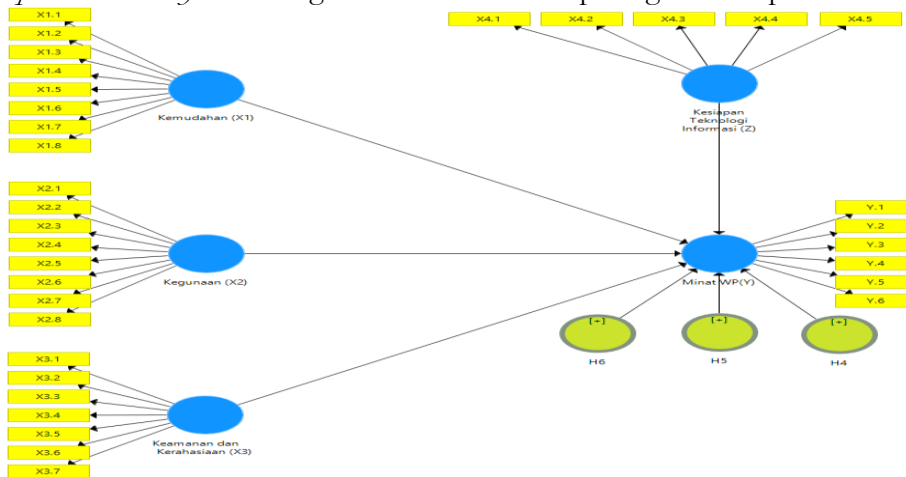 X1.1
X1.2
X1.3
X1.4
X1.5
X1.6
X1.7
X1.8
Kemudahan (X1)
X4.1
X4.2
X4.3
X4.4
X4.5
Kesiapan
Teknologi
Informasi (Z)
X2.1
X2.2
X2.3
X2.4
X2.5
X2.6
X2.7
X2.8
Kegunaan (X2)
Y.1
Y.2
Y.3
Y.4
Y.5
Y.6
Minat WP(Y)
[+]
H6
[+]
H5
[+]
H4
X3.1
X3.2
X3.3
X3.4
X3.5
X3.6
X3.7
Keamanan dan
Kerahasiaan (X3)